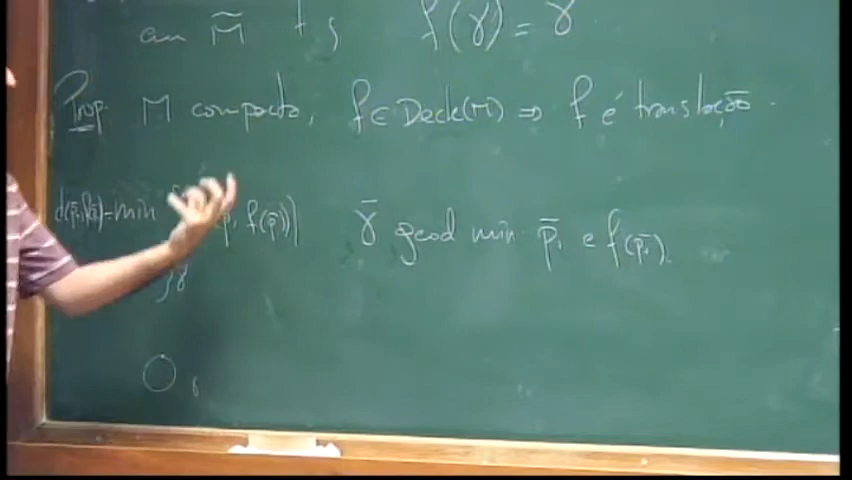 em M̃ t q f(γ) = γ
Prop M compacto, f ∈ Deck(M) ⇒ f é translação.
= min p̄, f(p̄)) γ̄ geod min p̄, e f(p̄,).
γ